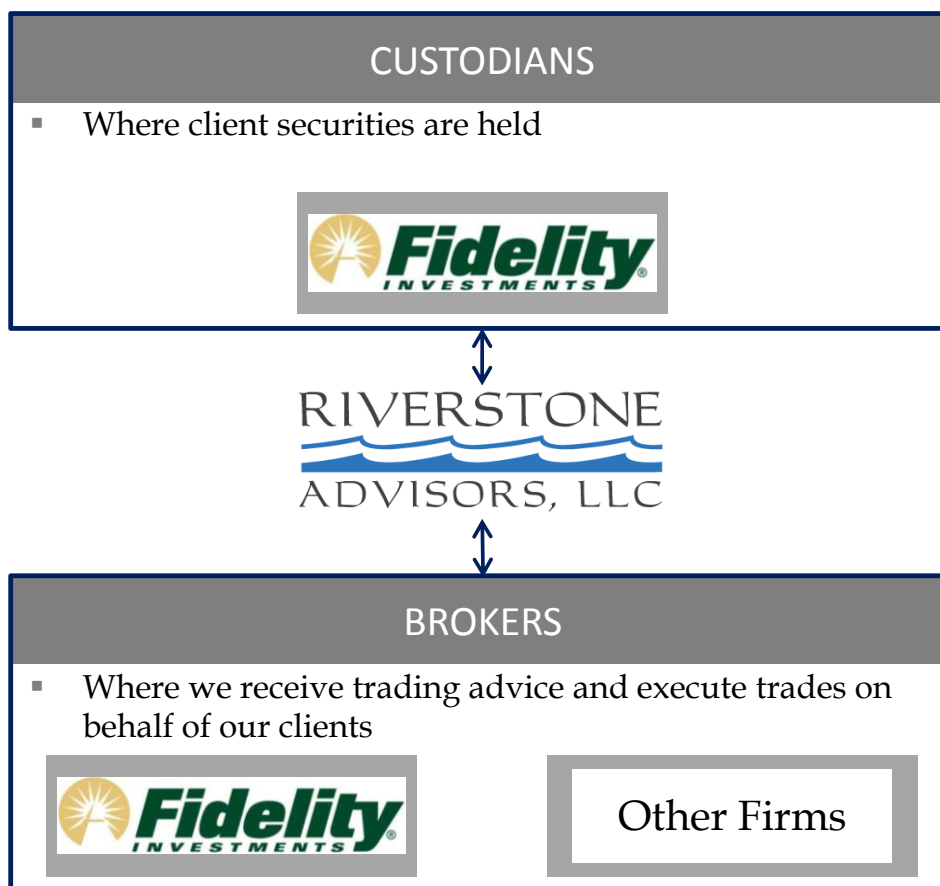 CUSTODIANS
▪ Where client securities are held
Fidelity®
INVESTMENTS
RIVERSTONE
ADVISORS, LLC
BROKERS
▪ Where we receive trading advice and execute trades on
behalf of our clients
Fidelity®
INVESTMENTS
Other Firms